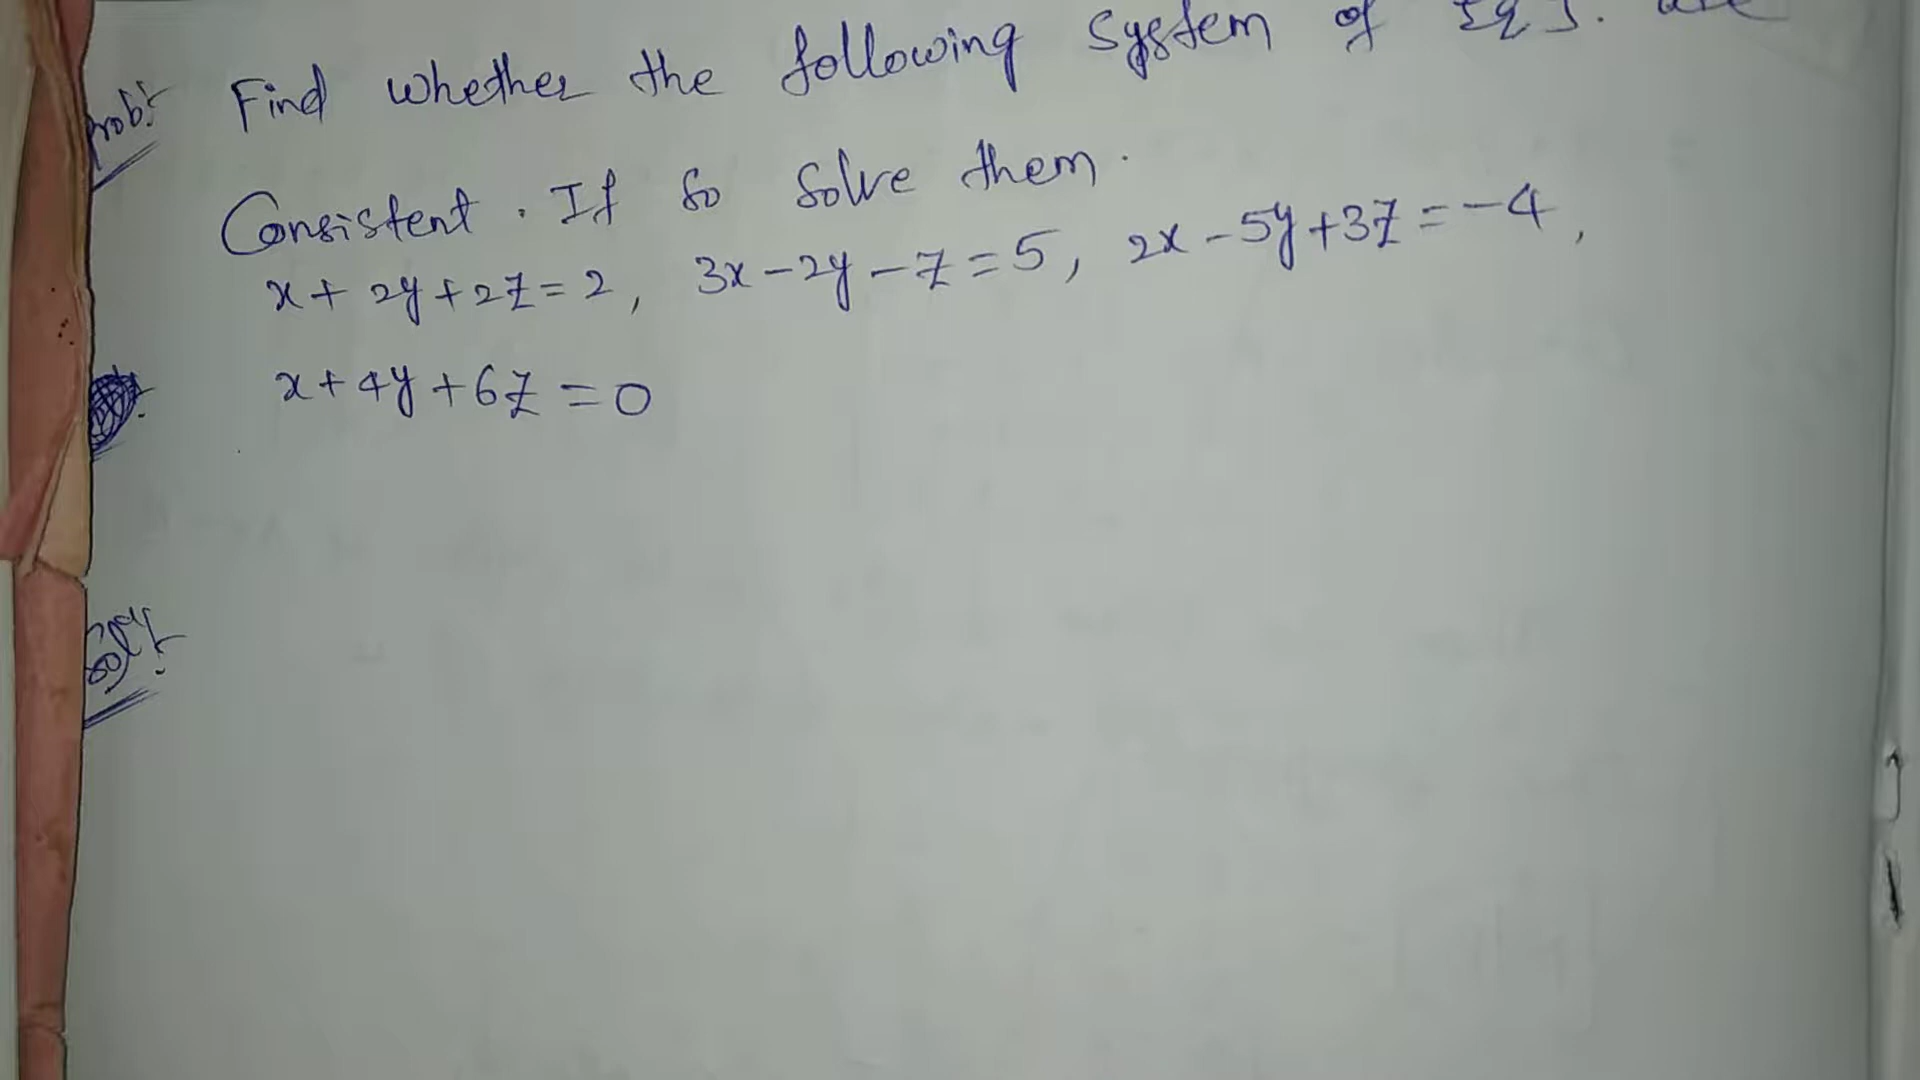 Prob:- Find whether the following system of Eqs. are
Consistent. If so solve them.
x + 2y + 2z = 2, 3x - 2y - z = 5, 2x - 5y + 3z = -4,
x + 4y + 6z = 0
Sol:-